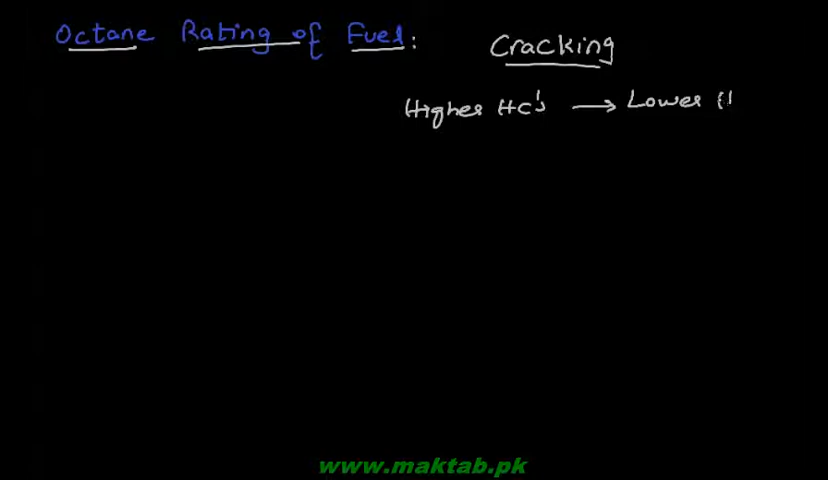 Octane Rating of Fuel:
Cracking
Higher HC's → Lower
www.maktab.pk